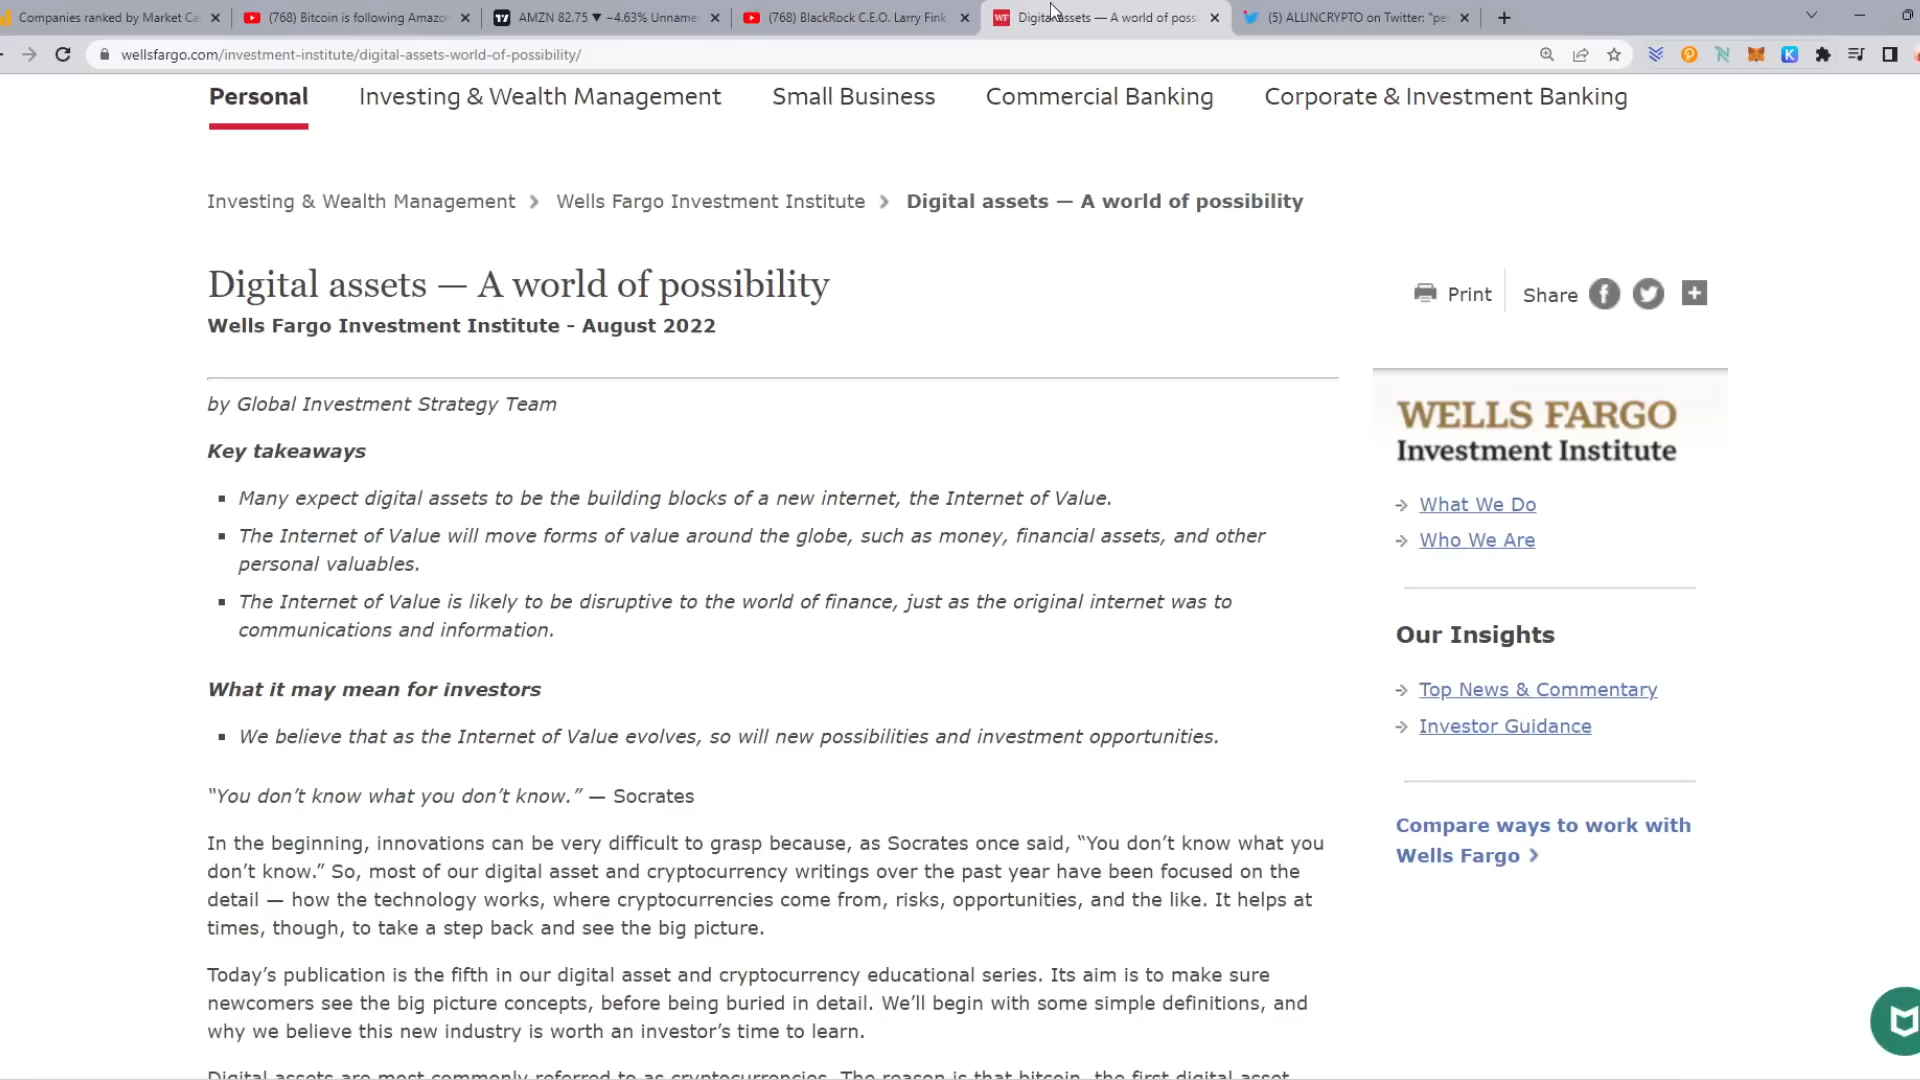 Companies ranked by Market Ca
(768) Bitcoin is following Amazo
AMZN 82.75 ▼ −4.63% Unname
(768) BlackRock C.E.O. Larry Fink
Digital assets — A world of poss
(5) ALLINCRYPTO on Twitter: "pe
wellsfargo.com/investment-institute/digital-assets-world-of-possibility/
Personal
Investing & Wealth Management
Small Business
Commercial Banking
Corporate & Investment Banking
Investing & Wealth Management
Wells Fargo Investment Institute
Digital assets — A world of possibility
Digital assets — A world of possibility
Print
Share
Wells Fargo Investment Institute - August 2022
by Global Investment Strategy Team
Key takeaways
Many expect digital assets to be the building blocks of a new internet, the Internet of Value.
The Internet of Value will move forms of value around the globe, such as money, financial assets, and other
personal valuables.
The Internet of Value is likely to be disruptive to the world of finance, just as the original internet was to
communications and information.
What it may mean for investors
We believe that as the Internet of Value evolves, so will new possibilities and investment opportunities.
“You don’t know what you don’t know.” — Socrates
In the beginning, innovations can be very difficult to grasp because, as Socrates once said, “You don’t know what you
don’t know.” So, most of our digital asset and cryptocurrency writings over the past year have been focused on the
detail — how the technology works, where cryptocurrencies come from, risks, opportunities, and the like. It helps at
times, though, to take a step back and see the big picture.
Today’s publication is the fifth in our digital asset and cryptocurrency educational series. Its aim is to make sure
newcomers see the big picture concepts, before being buried in detail. We’ll begin with some simple definitions, and
why we believe this new industry is worth an investor’s time to learn.
Digital assets are most commonly referred to as cryptocurrencies. The reason is that bitcoin, the first digital asset
WELLS FARGO
Investment Institute
What We Do
Who We Are
Our Insights
Top News & Commentary
Investor Guidance
Compare ways to work with
Wells Fargo